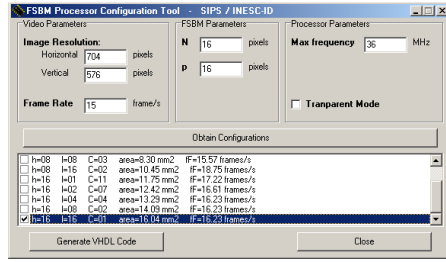 FSBM Processor Configuration Tool - SIPS / INESC-ID
Video Parameters
Image Resolution:
Horizontal 704 pixels
Vertical 576 pixels
Frame Rate 15 frame/s
FSBM Parameters
N 16 pixels
p 16 pixels
Processor Parameters
Max frequency 36 MHz
Tranparent Mode
Obtain Configurations
h=08 l=08 C=03 area=8.30 mm2 fF=15.57 frames/s
h=08 l=16 C=02 area=10.45 mm2 fF=18.75 frames/s
h=16 l=01 C=11 area=11.75 mm2 fF=17.22 frames/s
h=16 l=02 C=07 area=12.42 mm2 fF=16.61 frames/s
h=16 l=04 C=04 area=13.29 mm2 fF=16.23 frames/s
h=16 l=08 C=02 area=14.09 mm2 fF=16.23 frames/s
h=16 l=16 C=01 area=16.04 mm2 fF=16.23 frames/s
Generate VHDL Code
Close